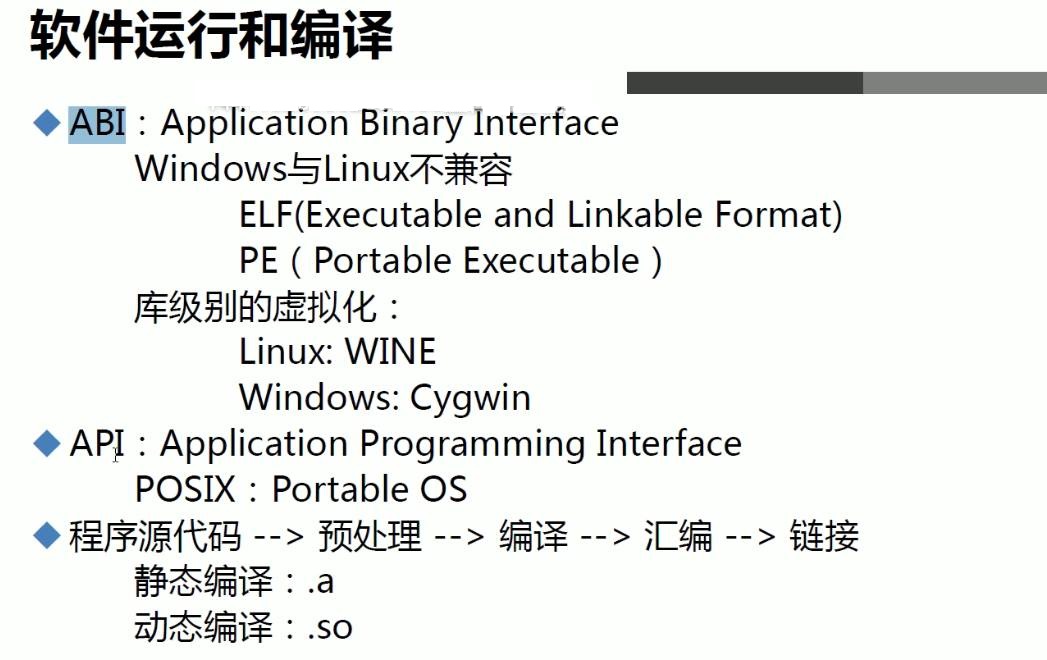 软件运行和编译
ABI：Application Binary Interface
Windows与Linux不兼容
ELF(Executable and Linkable Format)
PE（Portable Executable）
库级别的虚拟化：
Linux: WINE
Windows: Cygwin
API：Application Programming Interface
POSIX：Portable OS
程序源代码 --> 预处理 --> 编译 --> 汇编 --> 链接
静态编译：.a
动态编译：.so